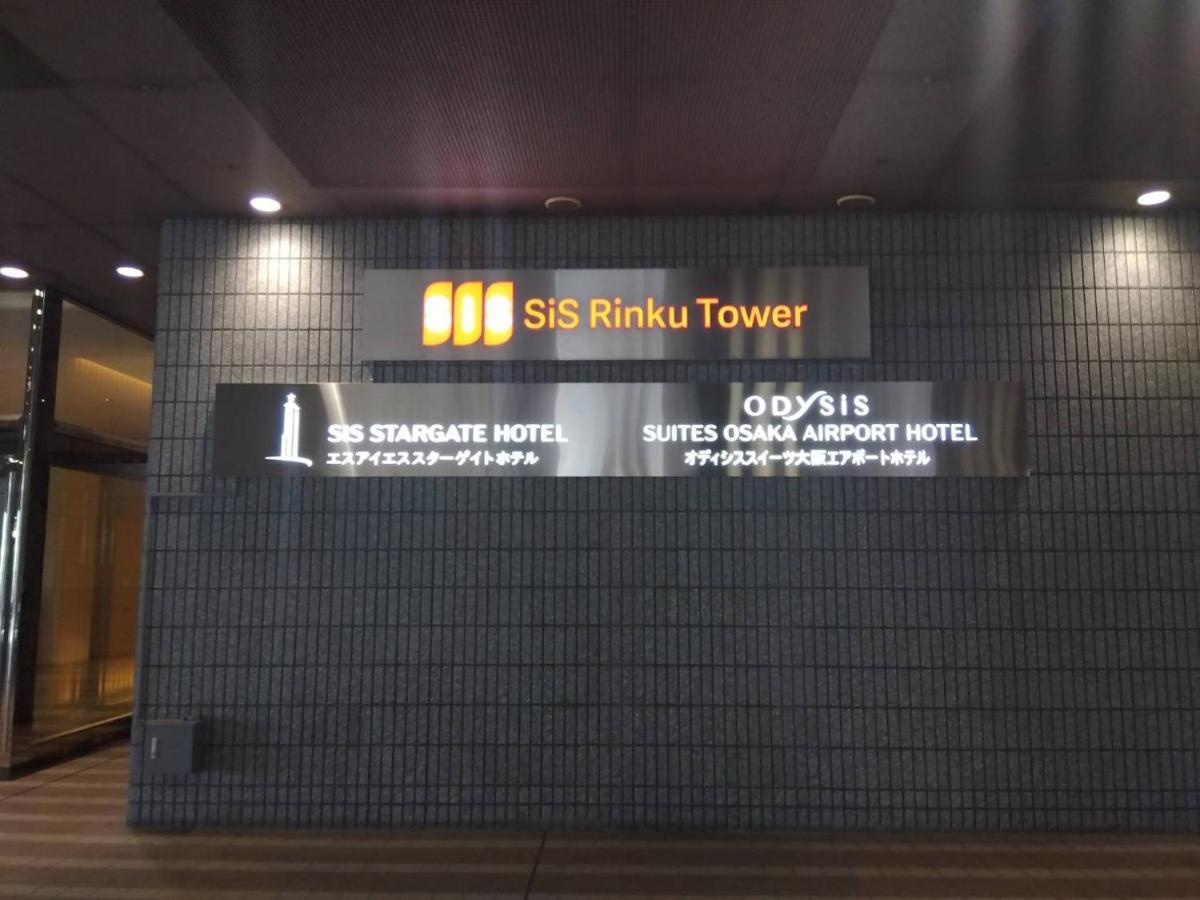 SiS SiS Rinku Tower
SiS STARGATE HOTEL
エスアイエススターゲイトホテル
ODYSiS
SUITES OSAKA AIRPORT HOTEL
オディシススイーツ大阪エアポートホテル